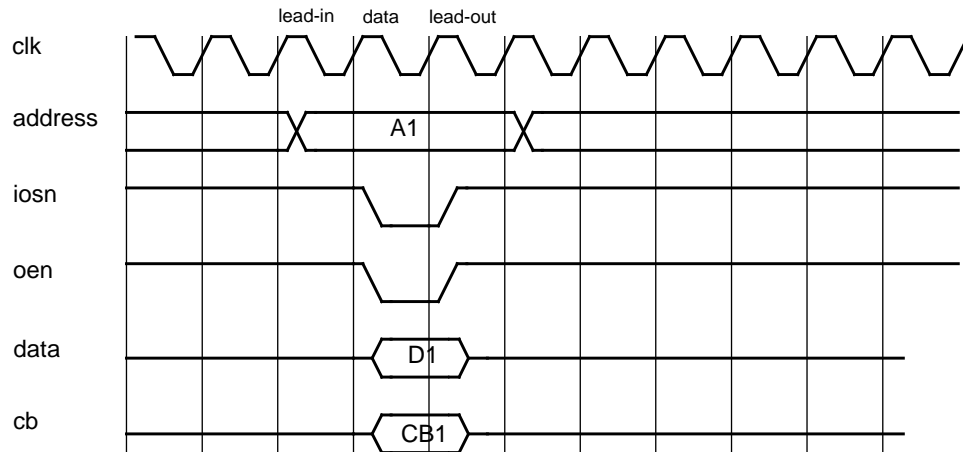 lead-in data lead-out
clk
address
A1
iosn
oen
data
D1
cb
CB1